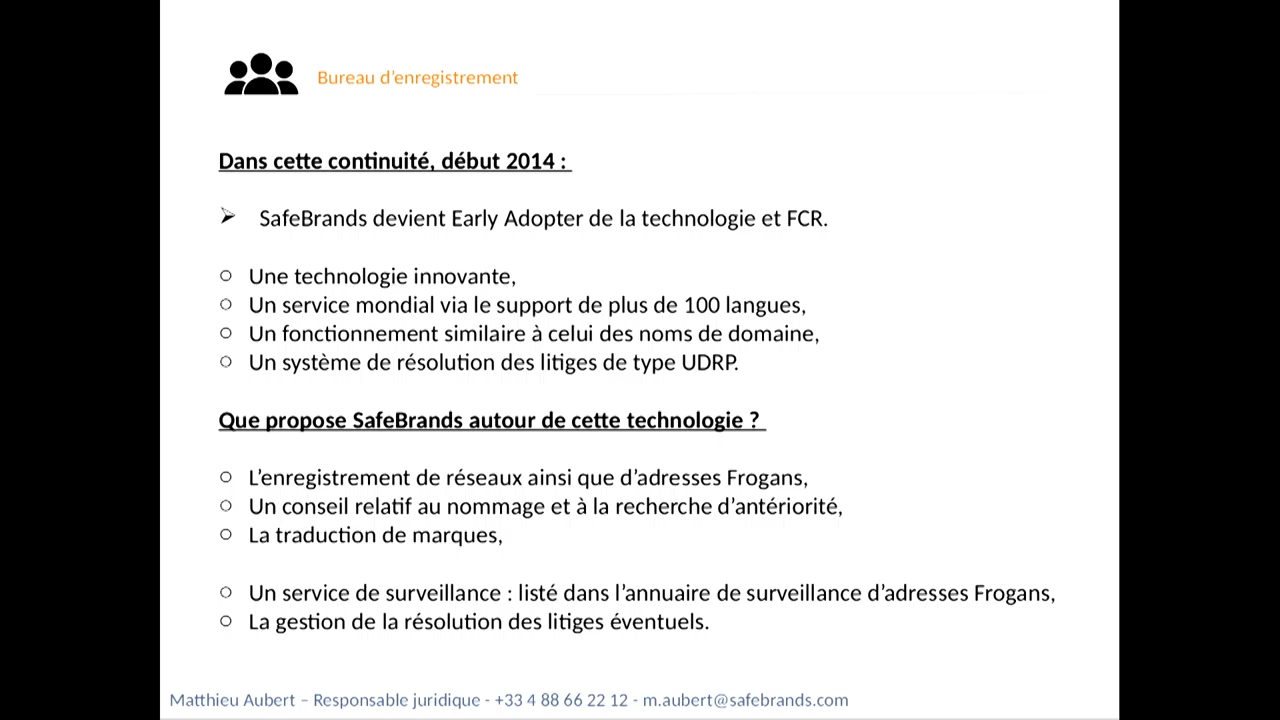 Bureau d’enregistrement
Dans cette continuité, début 2014 :
➢ SafeBrands devient Early Adopter de la technologie et FCR.
○ Une technologie innovante,
○ Un service mondial via le support de plus de 100 langues,
○ Un fonctionnement similaire à celui des noms de domaine,
○ Un système de résolution des litiges de type UDRP.
Que propose SafeBrands autour de cette technologie ?
○ L’enregistrement de réseaux ainsi que d’adresses Frogans,
○ Un conseil relatif au nommage et à la recherche d’antériorité,
○ La traduction de marques,
○ Un service de surveillance : listé dans l’annuaire de surveillance d’adresses Frogans,
○ La gestion de la résolution des litiges éventuels.
Matthieu Aubert – Responsable juridique - +33 4 88 66 22 12 - m.aubert@safebrands.com